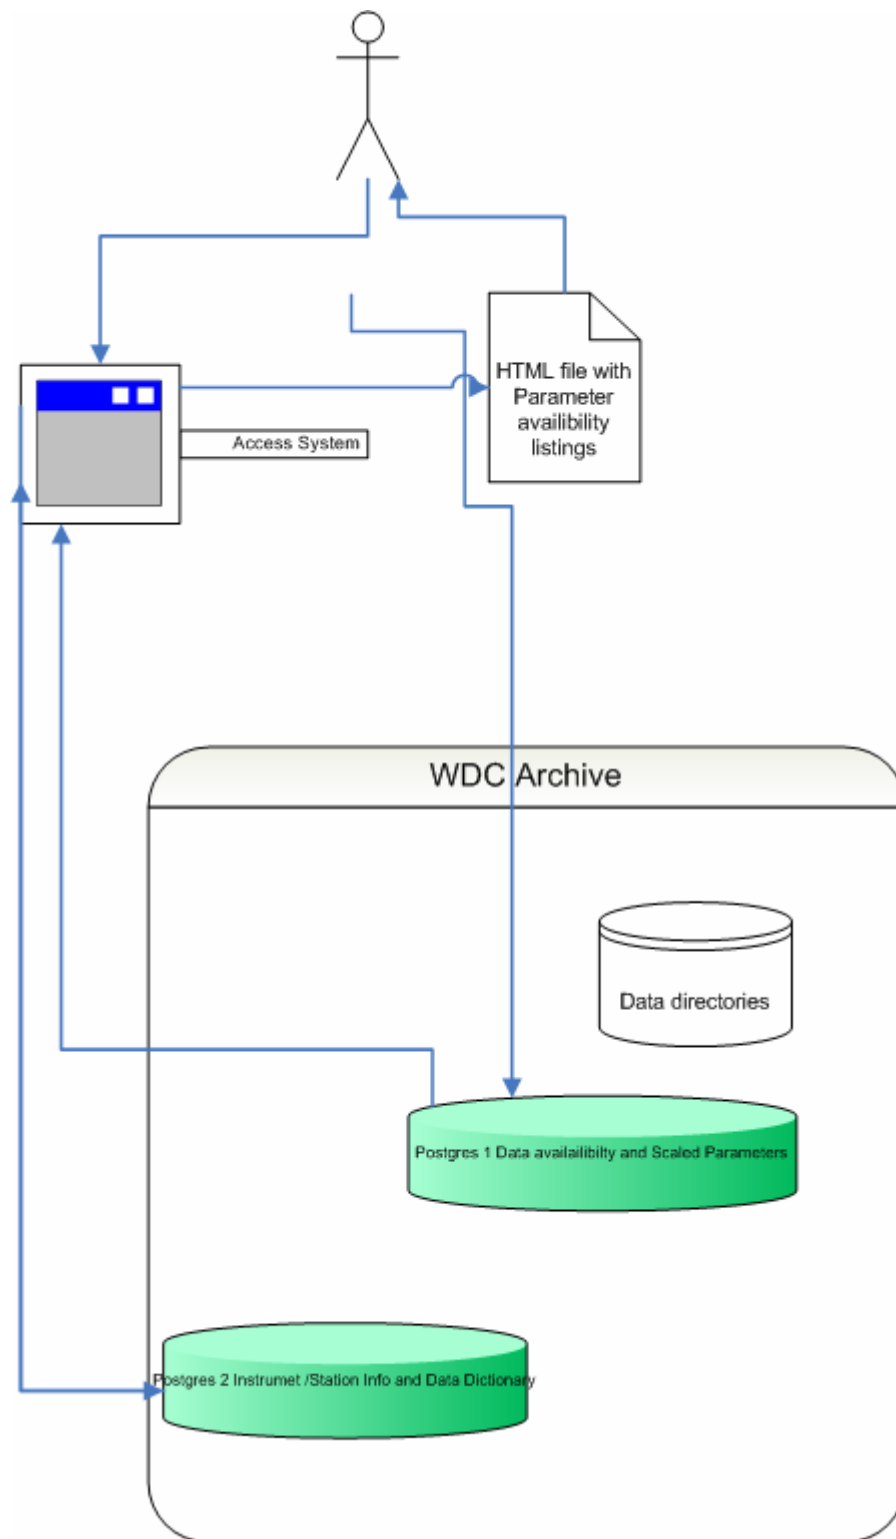 HTML file with
Parameter
availibility
listings
Access System
WDC Archive
Data directories
Postgres 1 Data availailibilty and Scaled Parameters
Postgres 2 Instrumet /Station Info and Data Dictionary